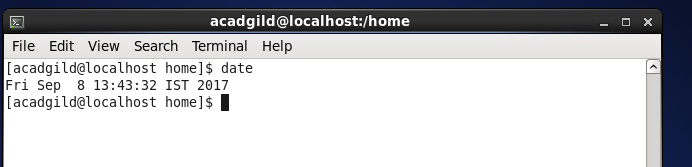 acadgild@localhost:/home
File Edit View Search Terminal Help
[acadgild@localhost home]$ date
Fri Sep  8 13:43:32 IST 2017
[acadgild@localhost home]$